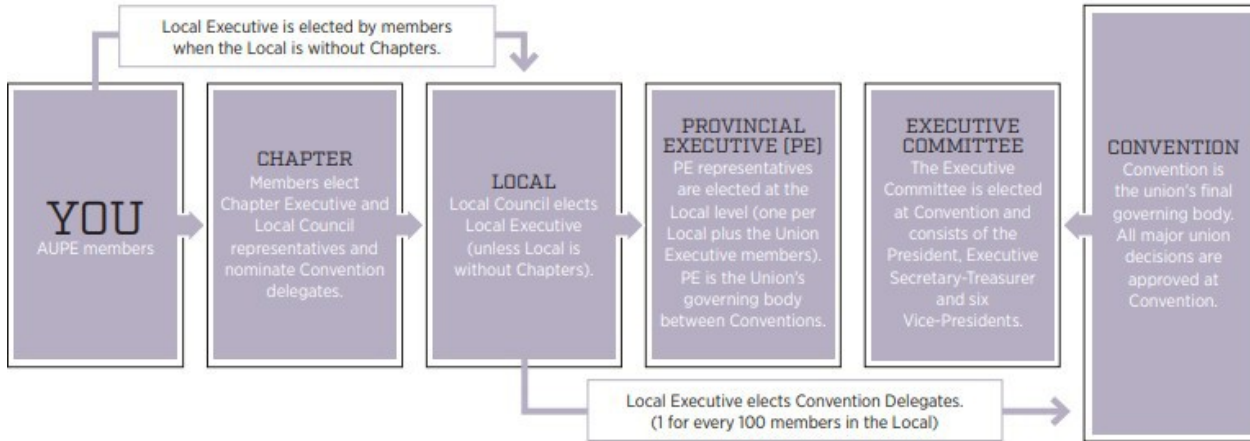 Local Executive is elected by members
when the Local is without Chapters.
YOU
AUPE members
CHAPTER
Members elect
Chapter Executive and
Local Council
representatives and
nominate Convention
delegates.
LOCAL
Local Council elects
Local Executive
(unless Local is
without Chapters).
PROVINCIAL
EXECUTIVE (PE)
PE representatives
are elected at the
Local level (one per
Local plus the Union
Executive members).
PE is the Union's
governing body
between Conventions.
EXECUTIVE
COMMITTEE
The Executive
Committee is elected
at Convention and
consists of the
President, Executive
Secretary-Treasurer
and six
Vice-Presidents.
CONVENTION
Convention is
the union's final
governing body.
All major union
decisions are
approved at
Convention.
Local Executive elects Convention Delegates.
(1 for every 100 members in the Local)